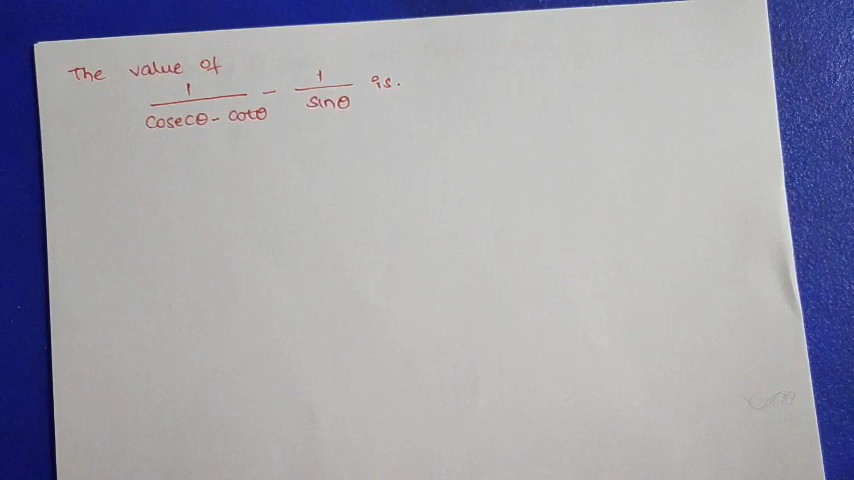 The value of
1/(cosecθ - cotθ) - 1/sinθ is.